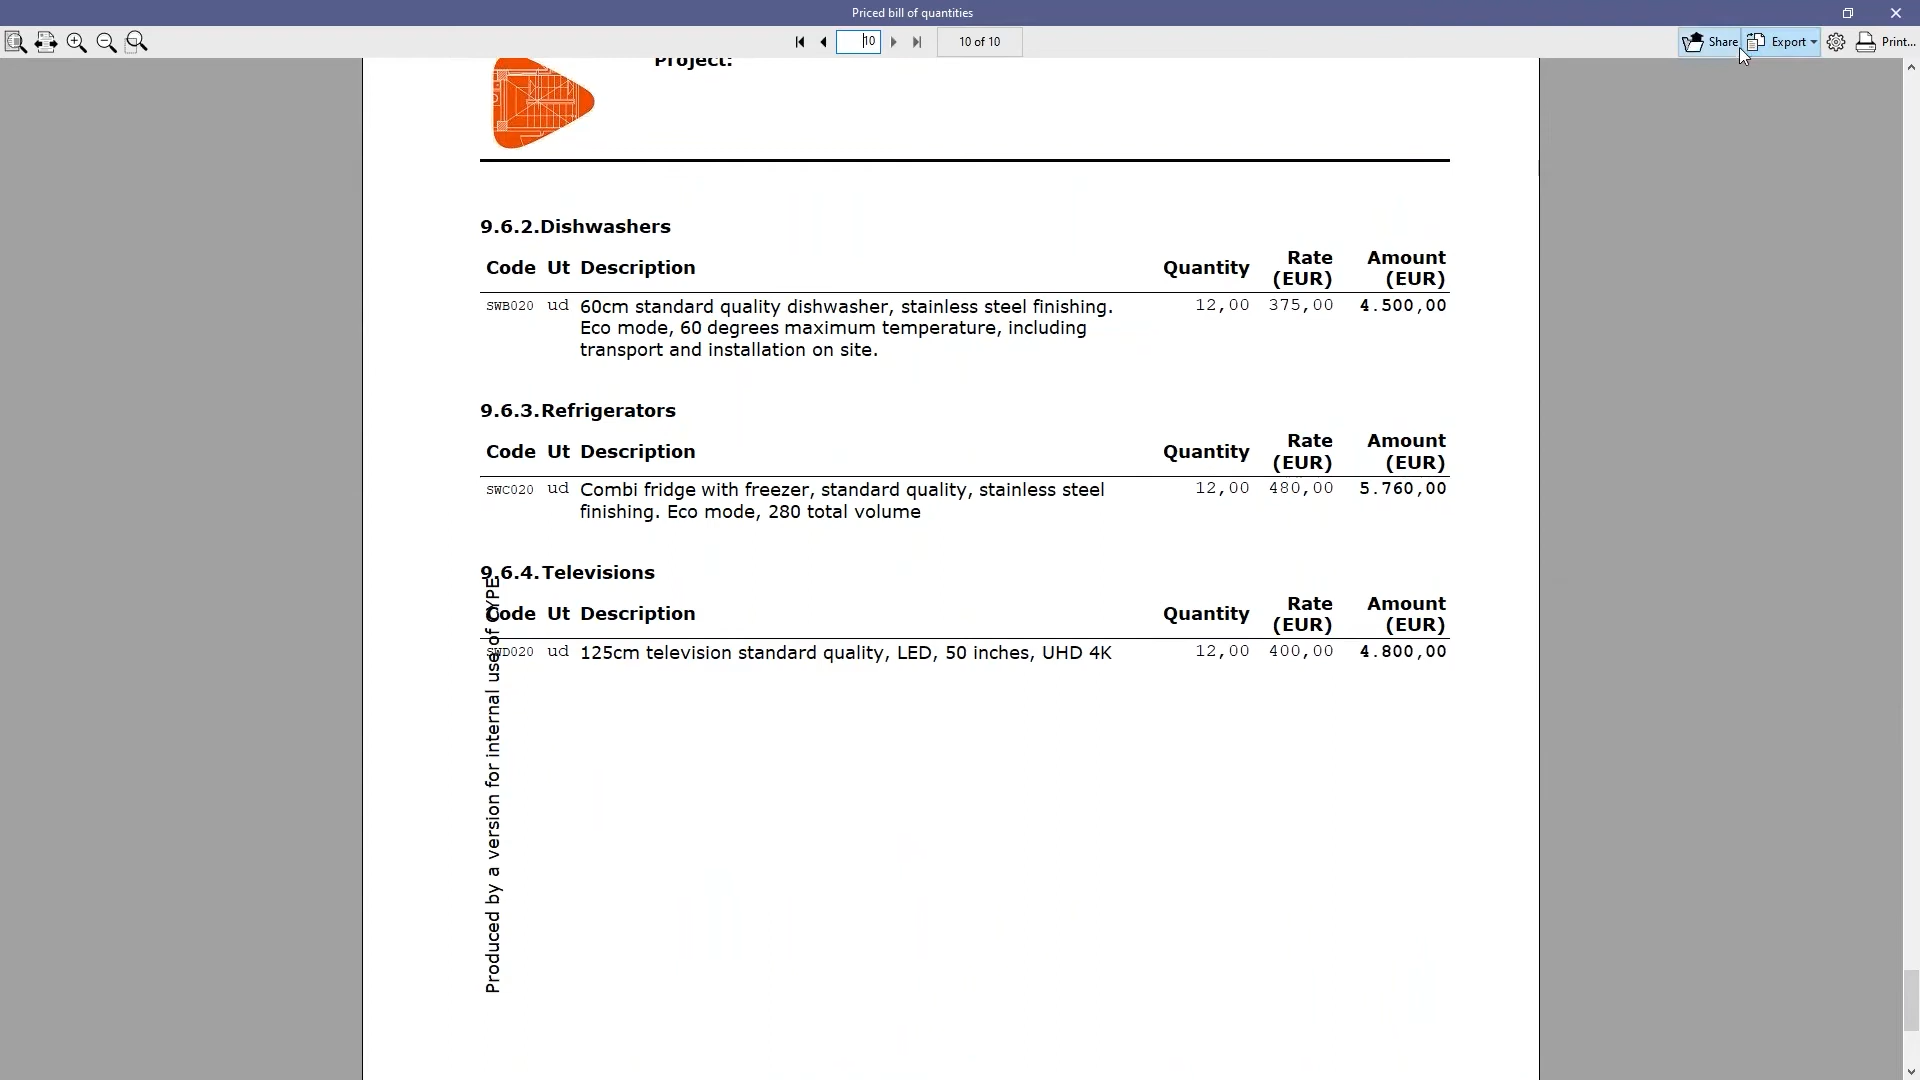 Priced bill of quantities
10
10 of 10
Share
Export
Print...
Project:
9.6.2.Dishwashers
Code Ut Description Quantity Rate (EUR) Amount (EUR)
SWB020 ud 60cm standard quality dishwasher, stainless steel finishing. 12,00 375,00 4.500,00
Eco mode, 60 degrees maximum temperature, including
transport and installation on site.
9.6.3.Refrigerators
Code Ut Description Quantity Rate (EUR) Amount (EUR)
SWC020 ud Combi fridge with freezer, standard quality, stainless steel 12,00 480,00 5.760,00
finishing. Eco mode, 280 total volume
9.6.4.Televisions
Code Ut Description Quantity Rate (EUR) Amount (EUR)
SWD020 ud 125cm television standard quality, LED, 50 inches, UHD 4K 12,00 400,00 4.800,00
Produced by a version for internal use of CYPE